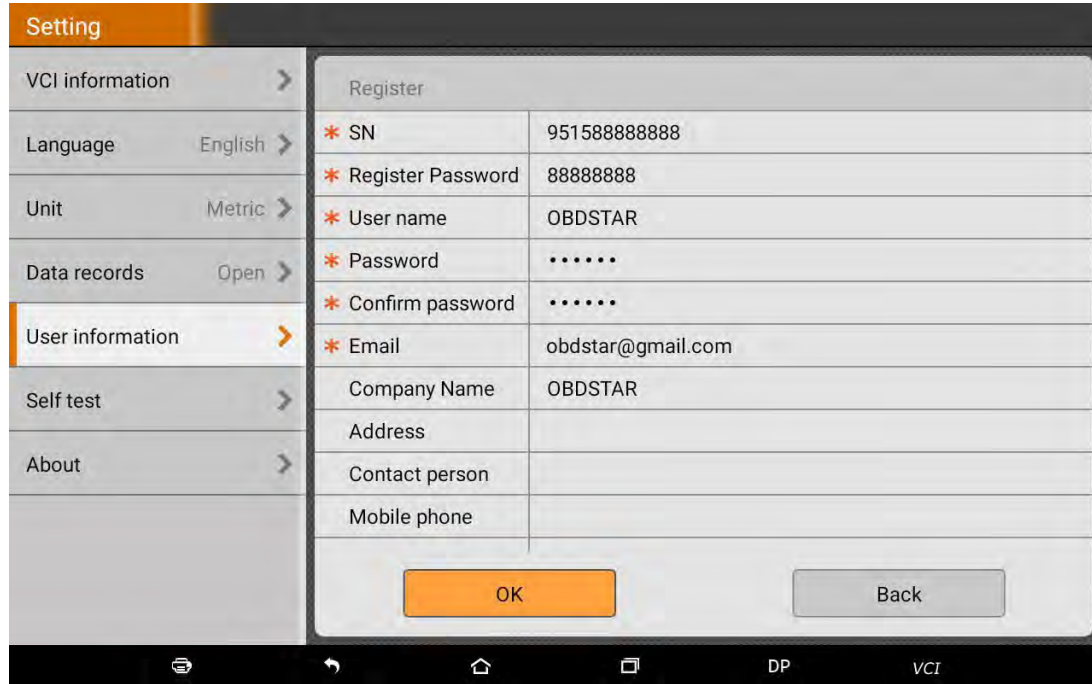 Setting
VCI information
Language English
Unit Metric
Data records Open
User information
Self test
About
Register
* SN 951588888888
* Register Password 88888888
* User name OBDSTAR
* Password ••••••
* Confirm password ••••••
* Email obdstar@gmail.com
Company Name OBDSTAR
Address
Contact person
Mobile phone
OK Back
DP VCI